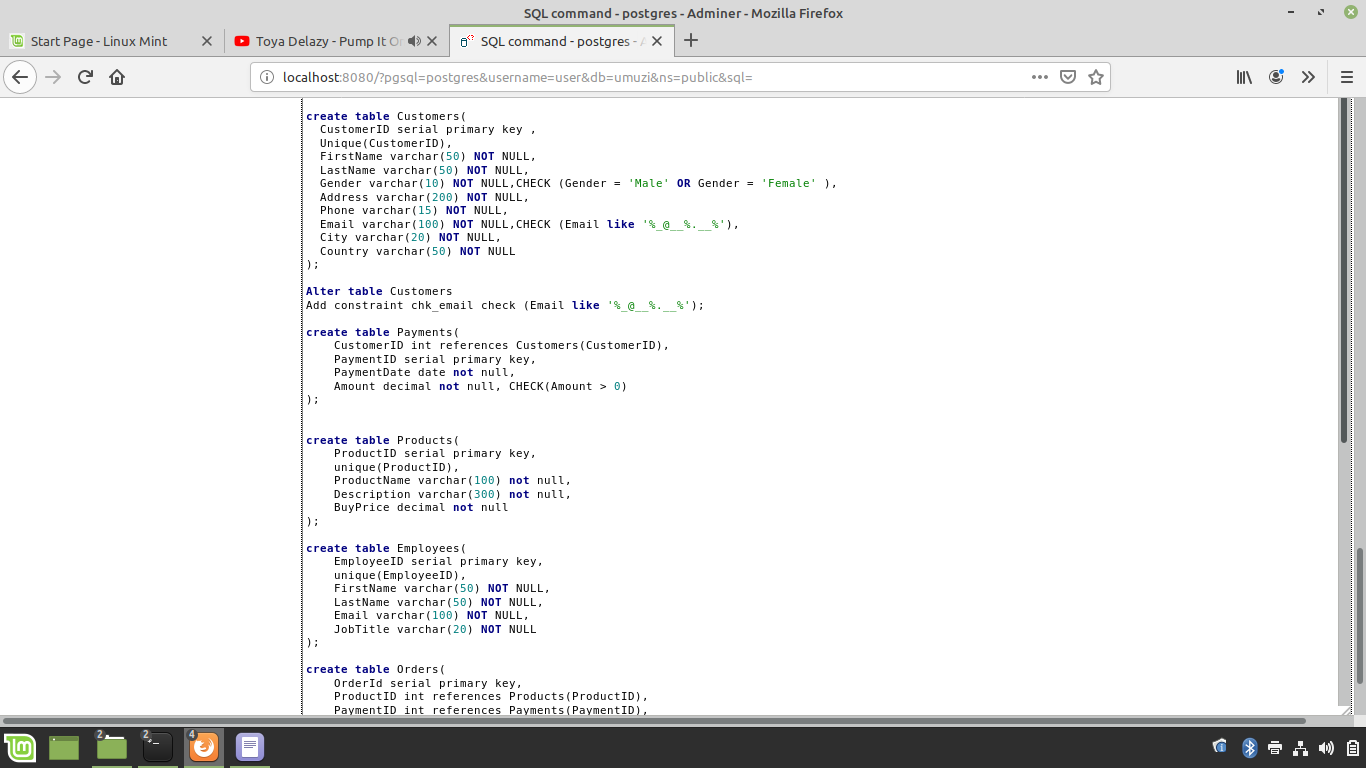 SQL command - postgres - Adminer - Mozilla Firefox
Start Page - Linux Mint
Toya Delazy - Pump It O
SQL command - postgres - A
localhost:8080/?pgsql=postgres&username=user&db=umuzi&ns=public&sql=
create table Customers(
CustomerID serial primary key ,
Unique(CustomerID),
FirstName varchar(50) NOT NULL,
LastName varchar(50) NOT NULL,
Gender varchar(10) NOT NULL,CHECK (Gender = 'Male' OR Gender = 'Female' ),
Address varchar(200) NOT NULL,
Phone varchar(15) NOT NULL,
Email varchar(100) NOT NULL,CHECK (Email like '%_@__%.__%'),
City varchar(20) NOT NULL,
Country varchar(50) NOT NULL
);
Alter table Customers
Add constraint chk_email check (Email like '%_@__%.__%');
create table Payments(
CustomerID int references Customers(CustomerID),
PaymentID serial primary key,
PaymentDate date not null,
Amount decimal not null, CHECK(Amount > 0)
);
create table Products(
ProductID serial primary key,
unique(ProductID),
ProductName varchar(100) not null,
Description varchar(300) not null,
BuyPrice decimal not null
);
create table Employees(
EmployeeID serial primary key,
unique(EmployeeID),
FirstName varchar(50) NOT NULL,
LastName varchar(50) NOT NULL,
Email varchar(100) NOT NULL,
JobTitle varchar(20) NOT NULL
);
create table Orders(
OrderId serial primary key,
ProductID int references Products(ProductID),
PaymentID int references Payments(PaymentID),
2
2
4